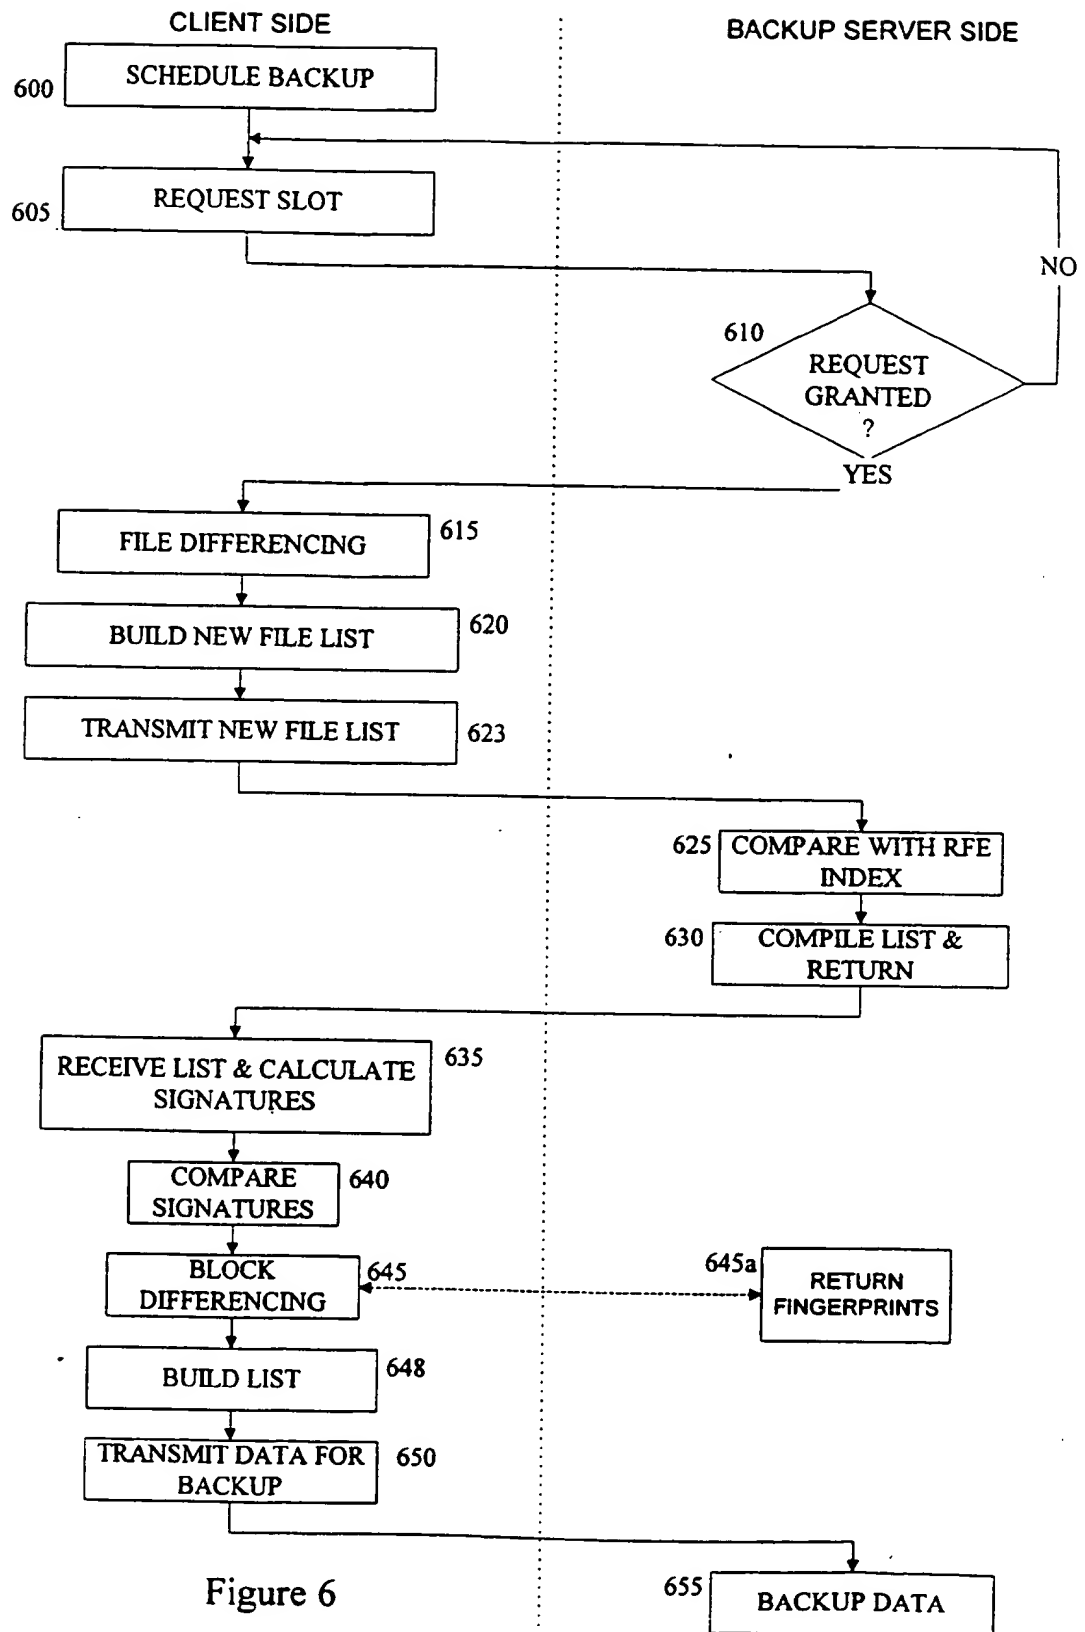 CLIENT SIDE
BACKUP SERVER SIDE
600
SCHEDULE BACKUP
605
REQUEST SLOT
NO
610
REQUEST
GRANTED
?
YES
FILE DIFFERENCING
615
BUILD NEW FILE LIST
620
TRANSMIT NEW FILE LIST
623
625
COMPARE WITH RFE
INDEX
630
COMPILE LIST &
RETURN
RECEIVE LIST & CALCULATE
SIGNATURES
635
COMPARE
SIGNATURES
640
BLOCK
DIFFERENCING
645
645a
RETURN
FINGERPRINTS
BUILD LIST
648
TRANSMIT DATA FOR
BACKUP
650
655
BACKUP DATA
Figure 6